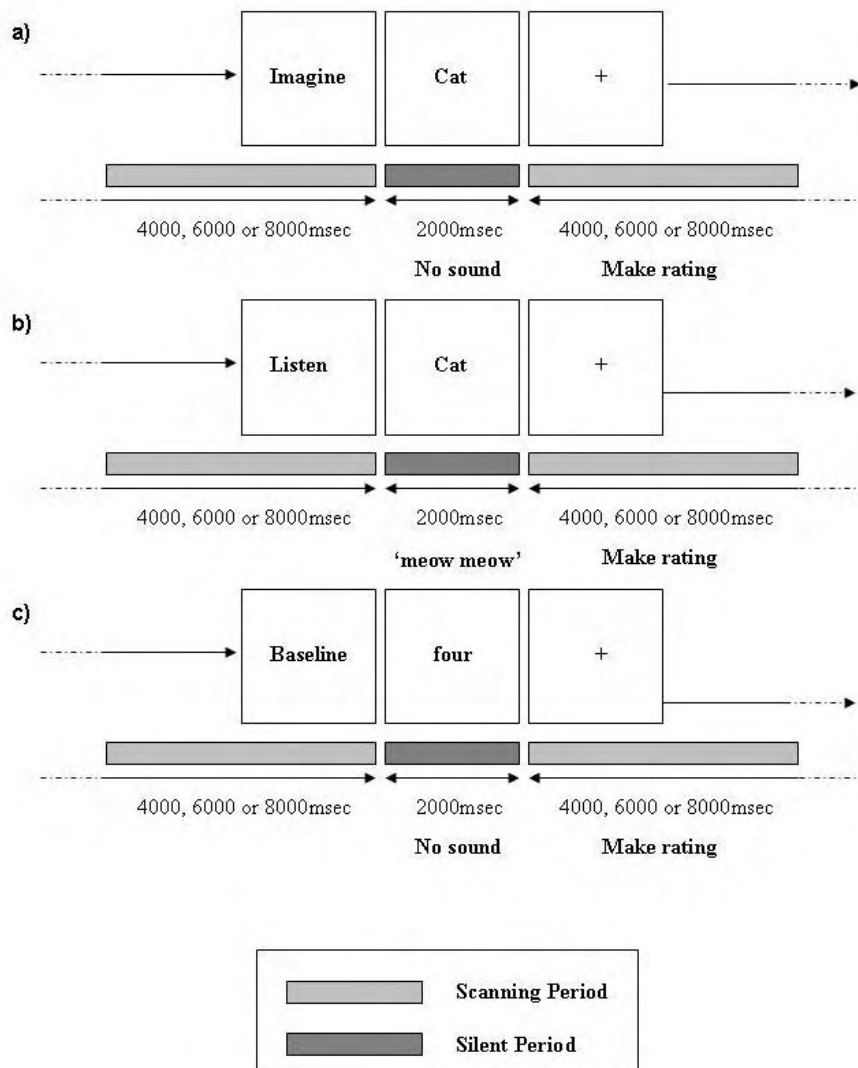 a)
Imagine Cat +
4000, 6000 or 8000msec 2000msec 4000, 6000 or 8000msec
No sound Make rating
b)
Listen Cat +
4000, 6000 or 8000msec 2000msec 4000, 6000 or 8000msec
‘meow meow’ Make rating
c)
Baseline four +
4000, 6000 or 8000msec 2000msec 4000, 6000 or 8000msec
No sound Make rating
Scanning Period
Silent Period